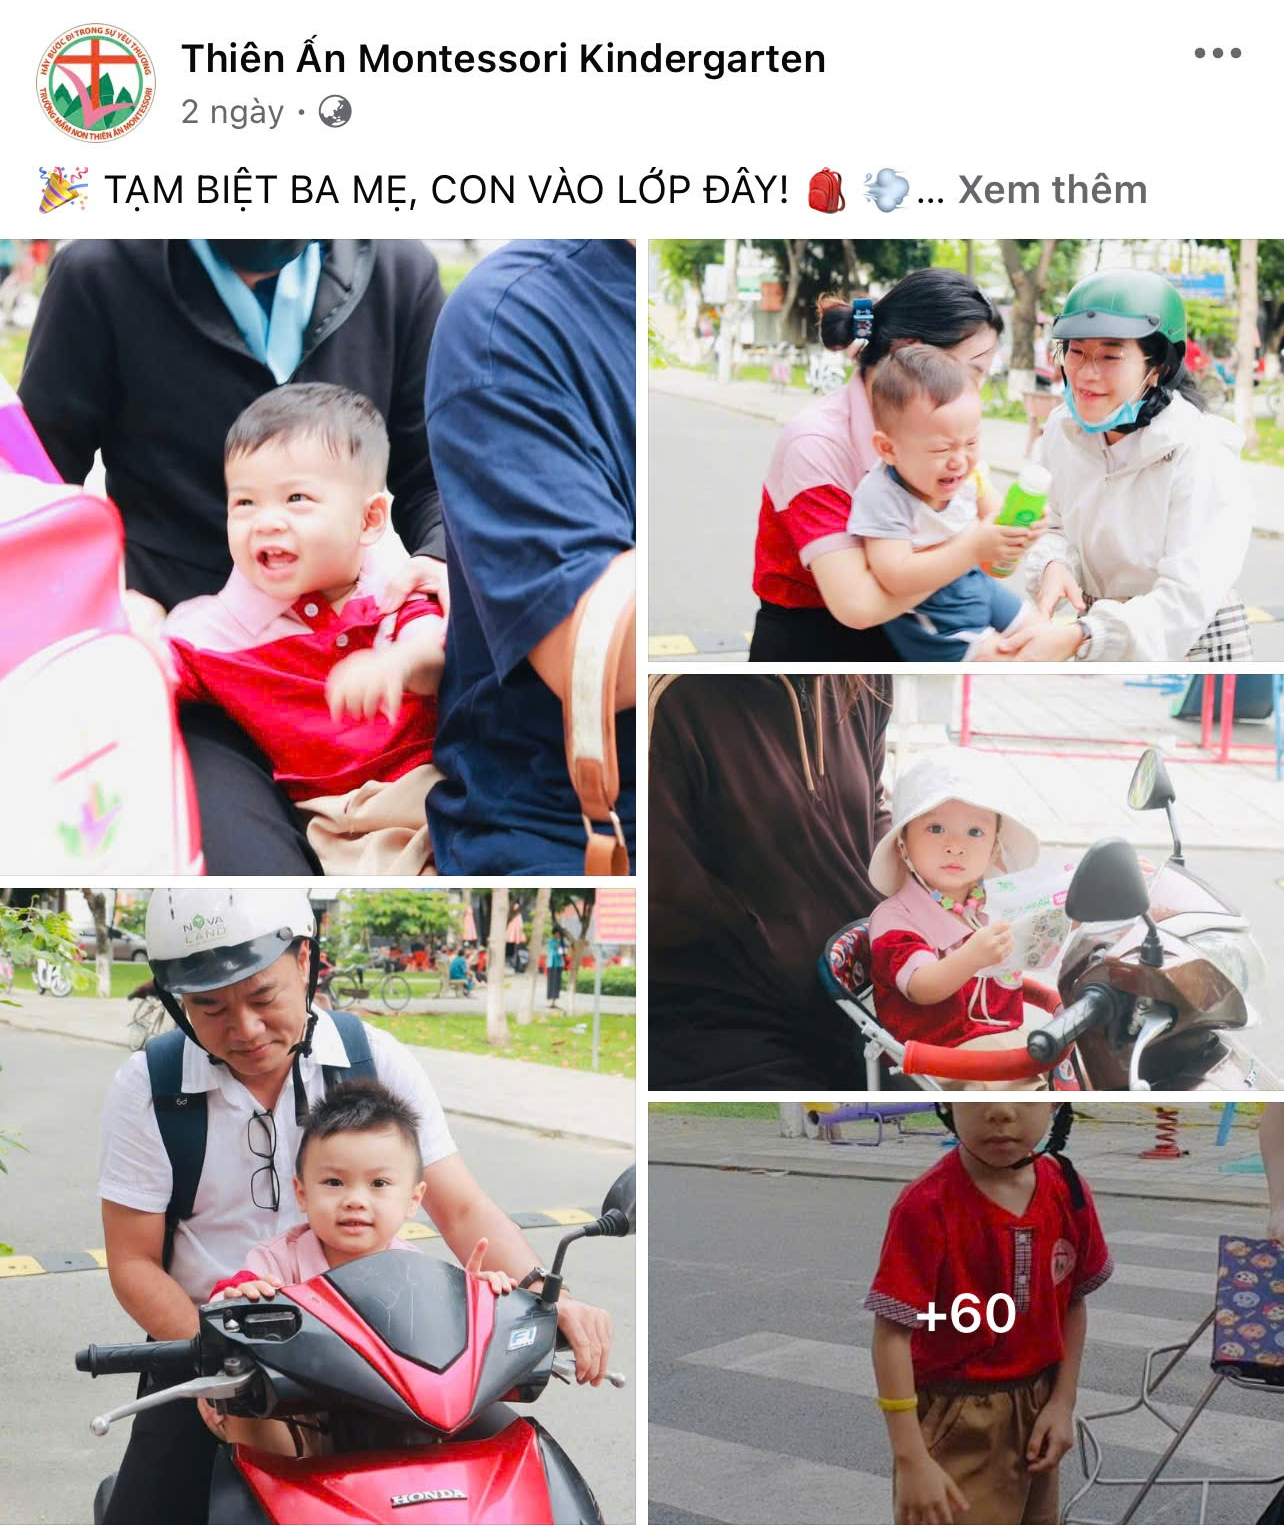 HÃY BƯỚC ĐI TRONG SỰ YÊU THƯƠNG
TRƯỜNG MẦM NON THIÊN ÂN MONTESSORI
Thiên Ấn Montessori Kindergarten
2 ngày ·
🎉 TẠM BIỆT BA MẸ, CON VÀO LỚP ĐÂY! 🎒 💨... Xem thêm
NOVA
LAND
HONDA
+60